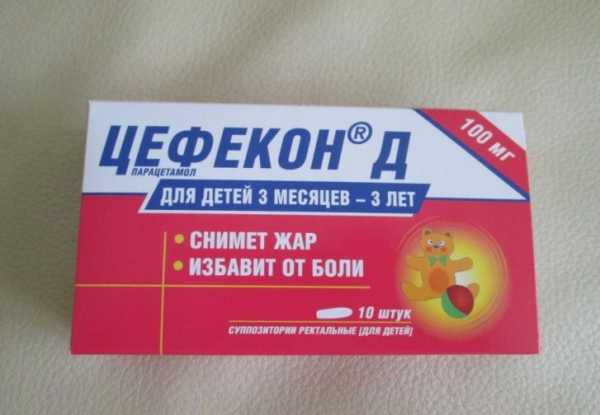 ЦЕФЕКОН® Д
100 мг
ПАРАЦЕТАМОЛ
ДЛЯ ДЕТЕЙ 3 МЕСЯЦЕВ – 3 ЛЕТ
• СНИМЕТ ЖАР
• ИЗБАВИТ ОТ БОЛИ
10 штук
СУППОЗИТОРИИ РЕКТАЛЬНЫЕ (ДЛЯ ДЕТЕЙ)